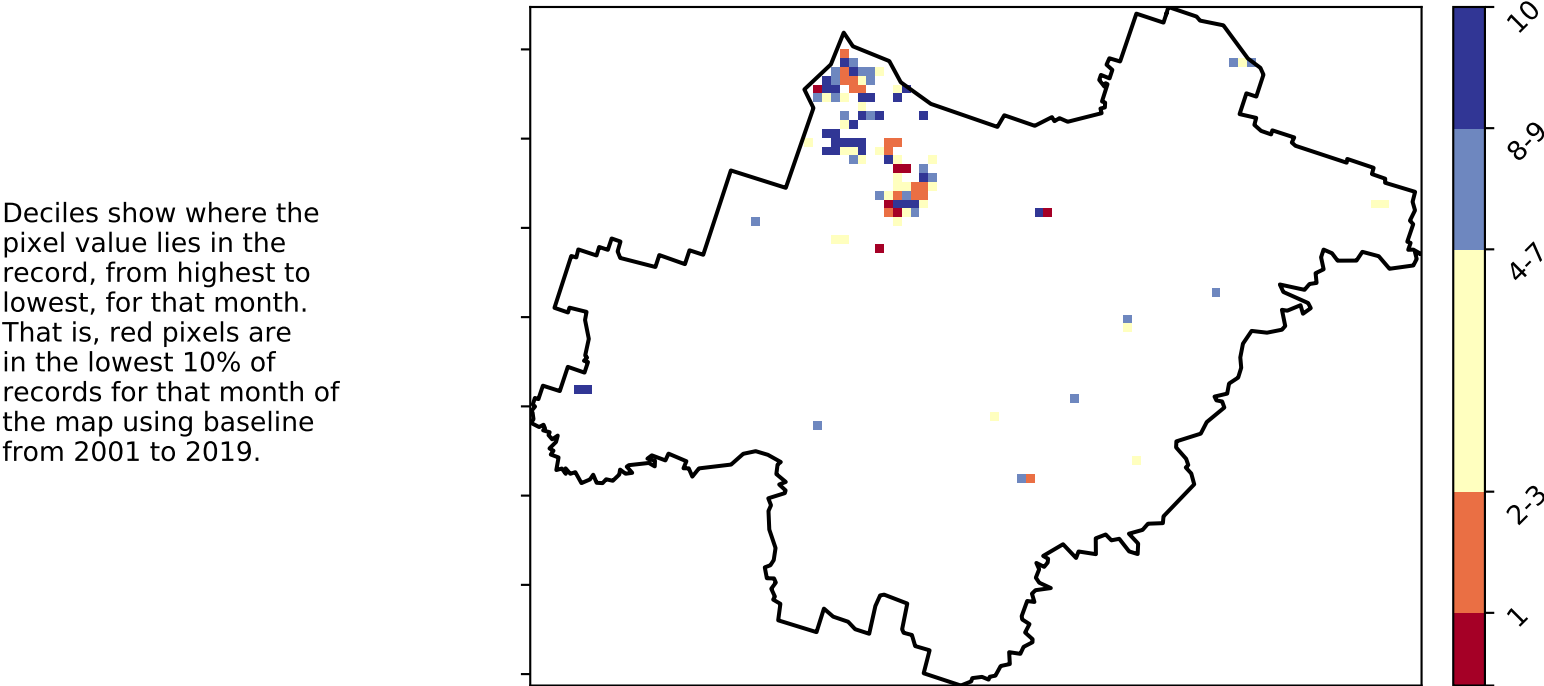 Deciles show where the
pixel value lies in the
record, from highest to
lowest, for that month.
That is, red pixels are
in the lowest 10% of
records for that month of
the map using baseline
from 2001 to 2019.
10
8-9
4-7
2-3
1